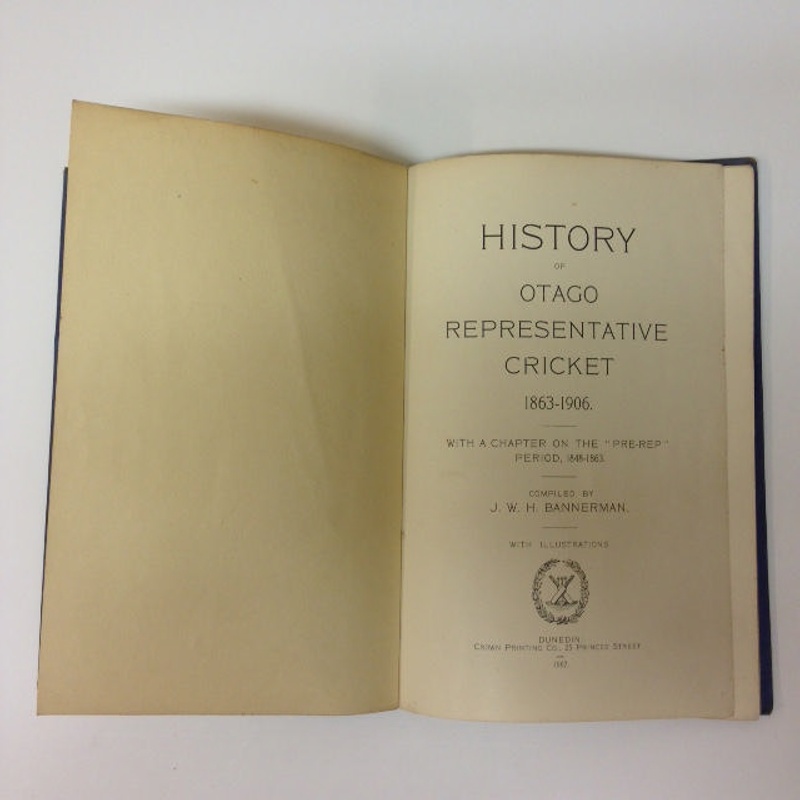 HISTORY
OF
OTAGO
REPRESENTATIVE
CRICKET
1863-1906.
WITH A CHAPTER ON THE "PRE-REP"
PERIOD, 1848-1863.
COMPILED BY
J. W. H. BANNERMAN.
WITH ILLUSTRATIONS
DUNEDIN
CROWN PRINTING CO., 25 PRINCES STREET